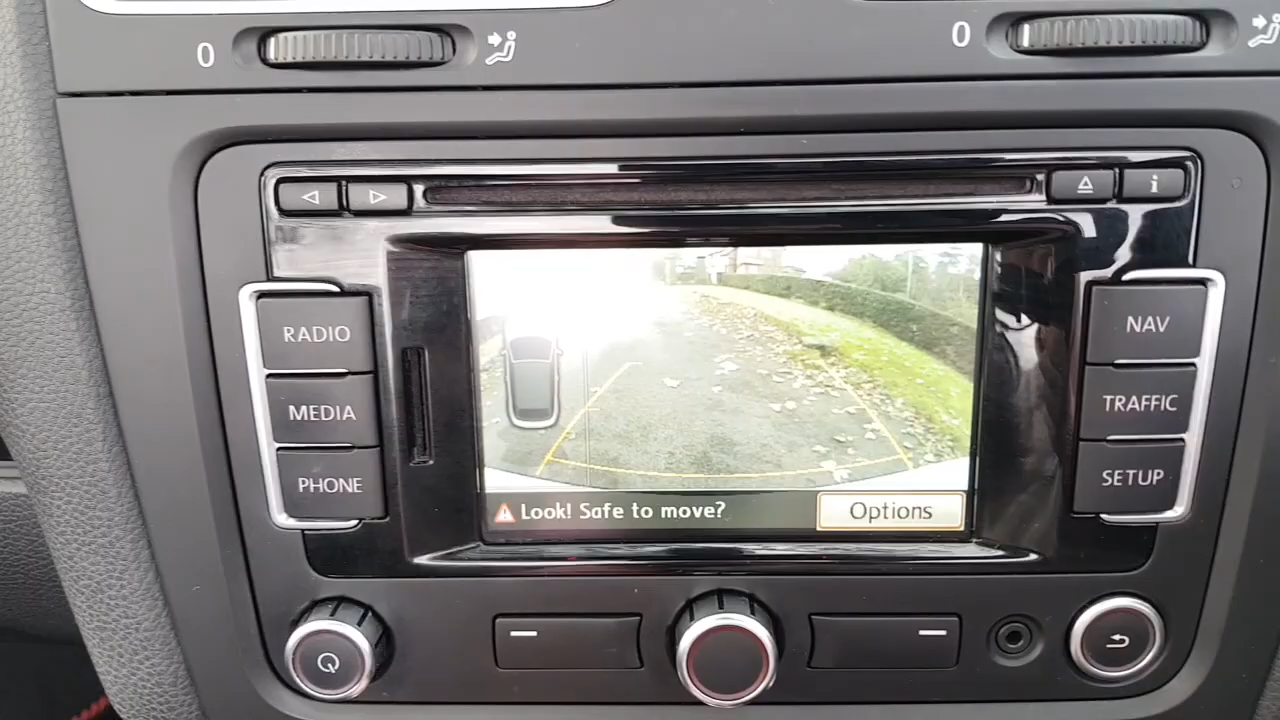 0
0
RADIO
NAV
MEDIA
TRAFFIC
PHONE
SETUP
Look! Safe to move?
Options